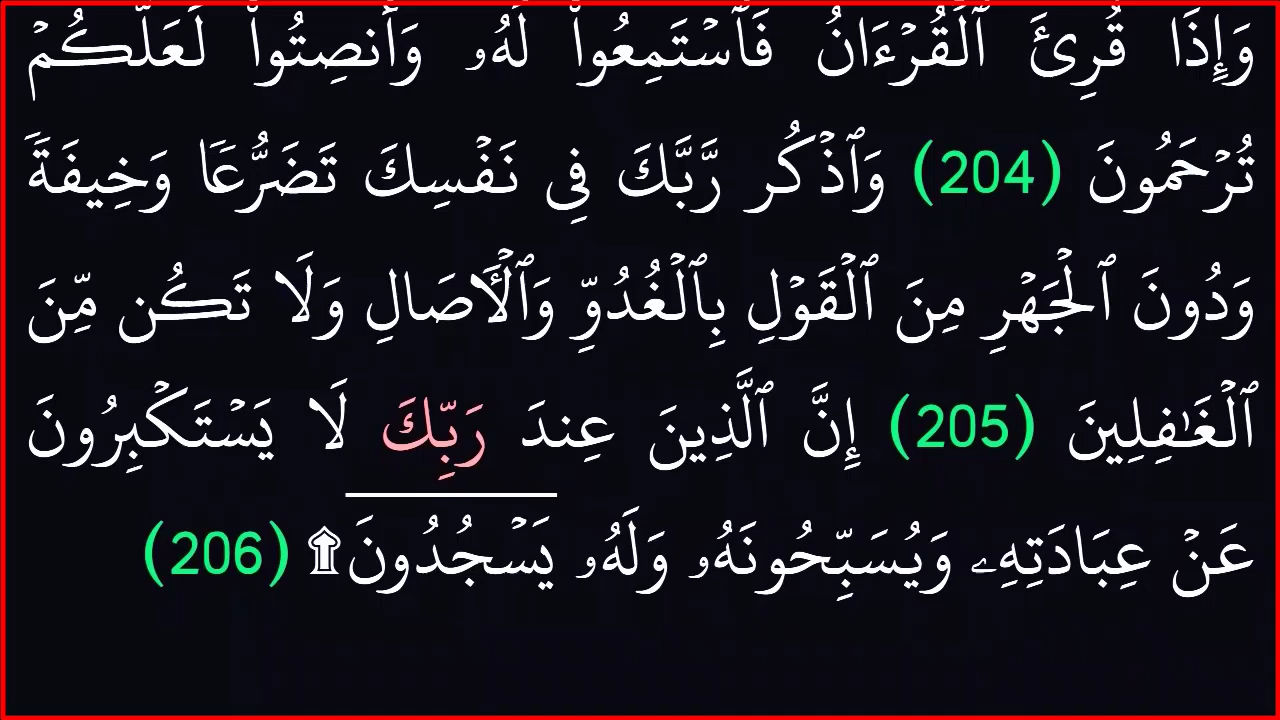 وَإِذَا قُرِئَ ٱلْقُرْءَانُ فَٱسْتَمِعُوا۟ لَهُۥ وَأَنصِتُوا۟ لَعَلَّكُمْ
تُرْحَمُونَ (204) وَٱذْكُر رَّبَّكَ فِى نَفْسِكَ تَضَرُّعًا وَخِيفَةً
وَدُونَ ٱلْجَهْرِ مِنَ ٱلْقَوْلِ بِٱلْغُدُوِّ وَٱلْـَٔاصَالِ وَلَا تَكُن مِّنَ
ٱلْغَٰفِلِينَ (205) إِنَّ ٱلَّذِينَ عِندَ رَبِّكَ لَا يَسْتَكْبِرُونَ
عَنْ عِبَادَتِهِۦ وَيُسَبِّحُونَهُۥ وَلَهُۥ يَسْجُدُونَ۩ (206)